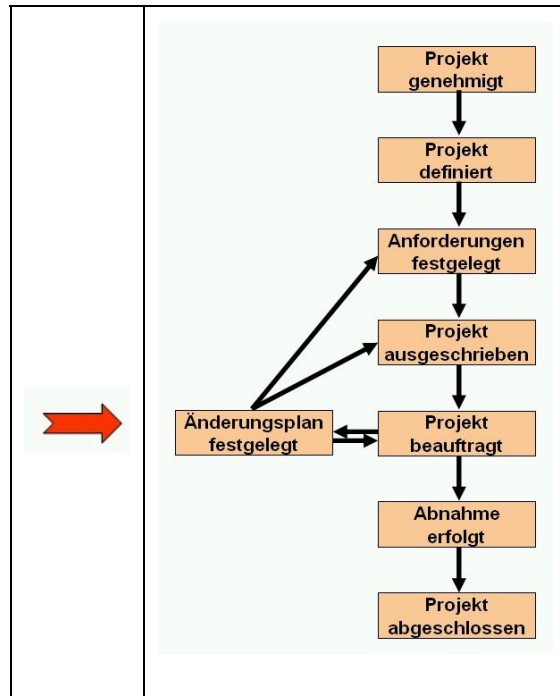 Projekt
genehmigt
Projekt
definiert
Anforderungen
festgelegt
Projekt
ausgeschrieben
Änderungsplan
festgelegt
Projekt
beauftragt
Abnahme
erfolgt
Projekt
abgeschlossen